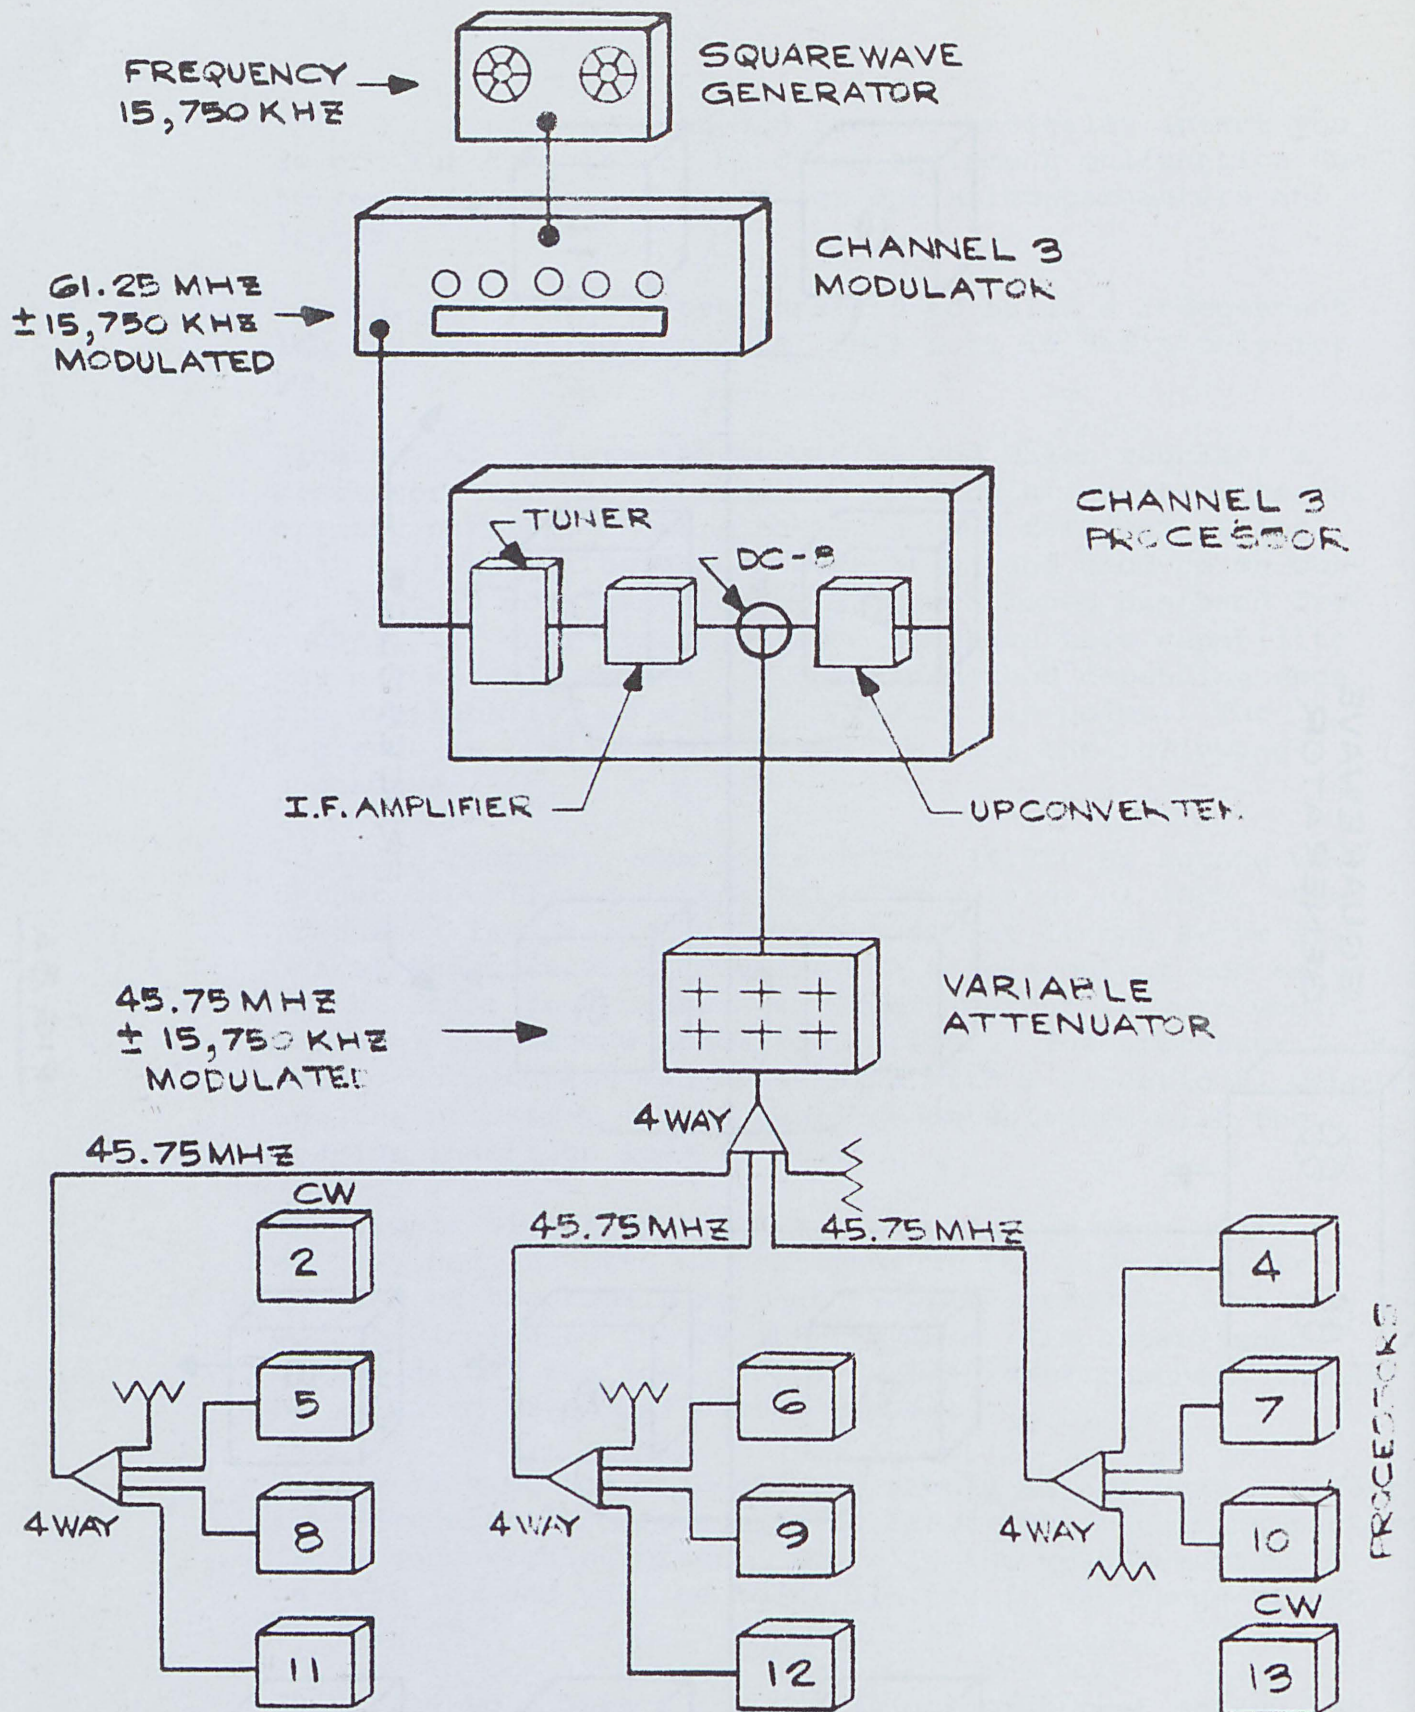 FREQUENCY
15,750 KHZ
SQUAREWAVE
GENERATOR
61.25 MHZ
± 15,750 KHZ
MODULATED
CHANNEL 3
MODULATOR
TUNER
DC-8
CHANNEL 3
PROCESSOR
I.F. AMPLIFIER
UPCONVERTER
45.75 MHZ
± 15,750 KHZ
MODULATED
VARIABLE
ATTENUATOR
4 WAY
45.75 MHZ
CW
2
45.75 MHZ
45.75 MHZ
4
5
6
7
4 WAY
8
4 WAY
9
4 WAY
10
PROCESSORS
11
12
CW
13